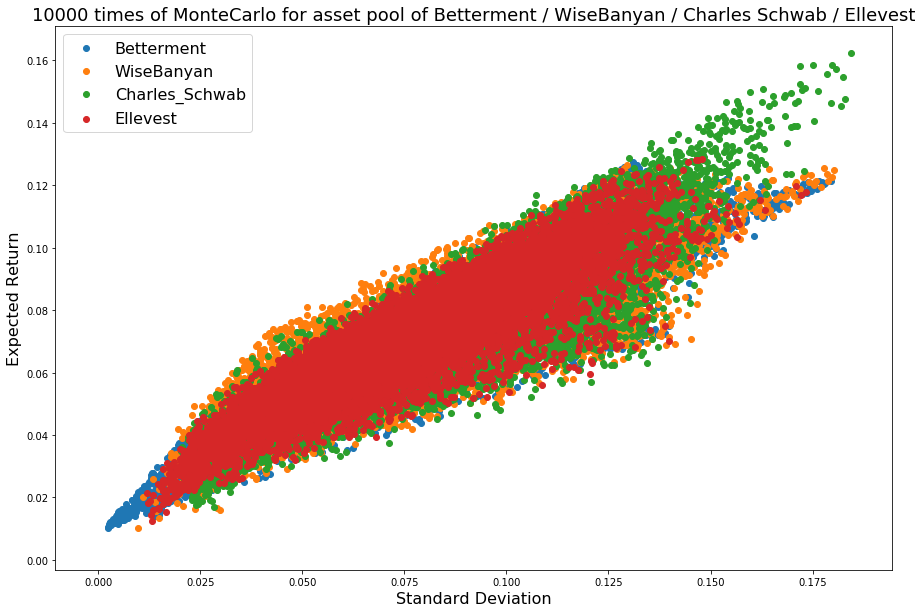 10000 times of MonteCarlo for asset pool of Betterment / WiseBanyan / Charles Schwab / Ellevest
Betterment
WiseBanyan
Charles_Schwab
Ellevest
0.16
0.14
0.12
0.10
0.08
0.06
0.04
0.02
0.00
Expected Return
0.000 0.025 0.050 0.075 0.100 0.125 0.150 0.175
Standard Deviation